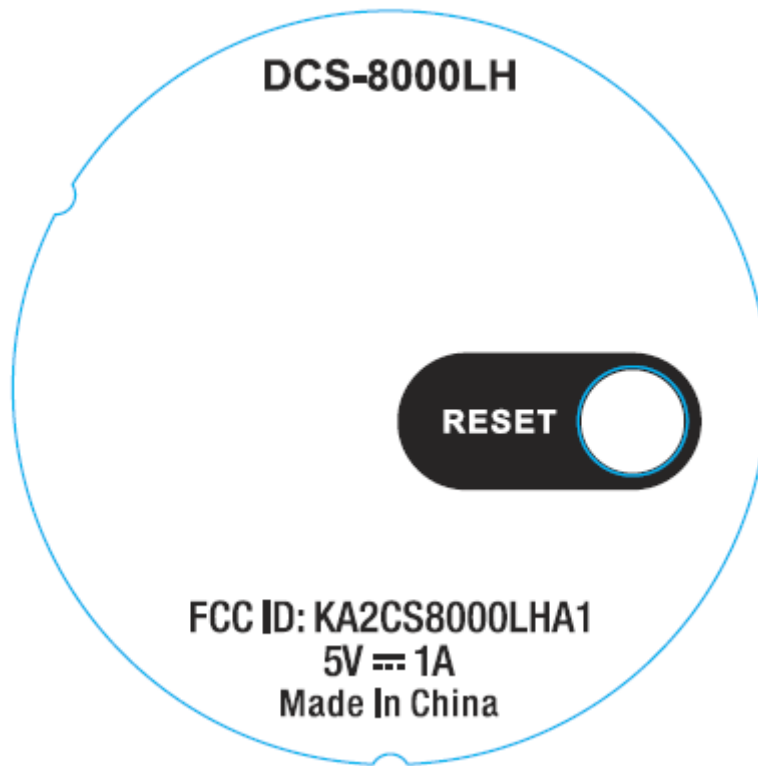 DCS-8000LH
RESET
FCC ID: KA2CS8000LHA1
5V ⎓ 1A
Made In China